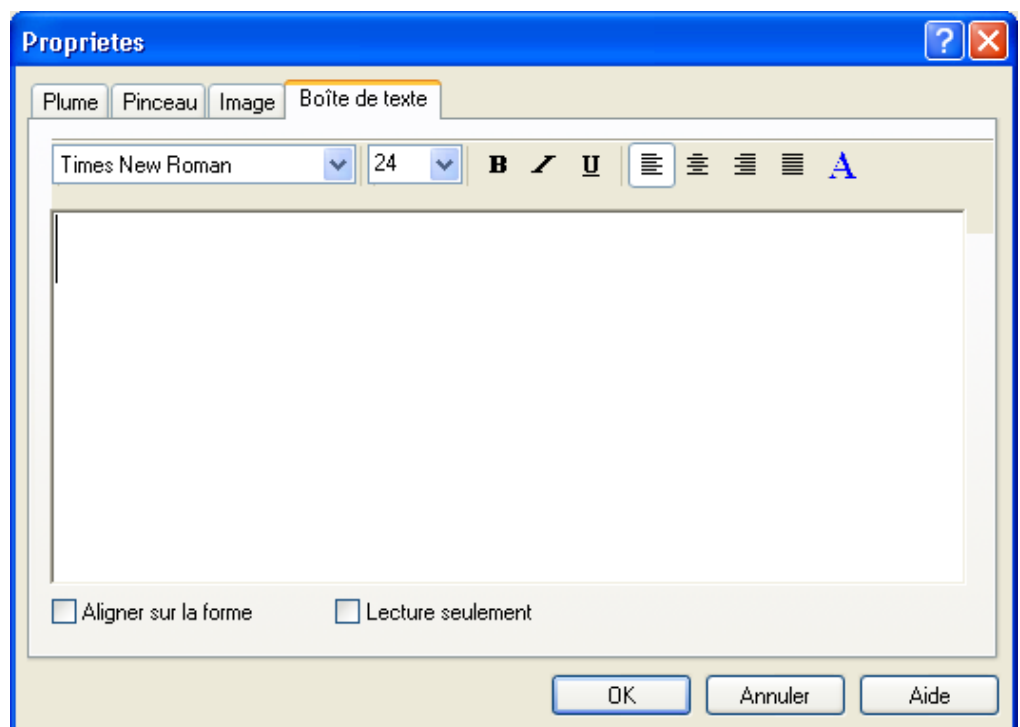 Proprietes
Plume Pinceau Image Boîte de texte
Times New Roman 24 B I U A
Aligner sur la forme Lecture seulement
OK Annuler Aide